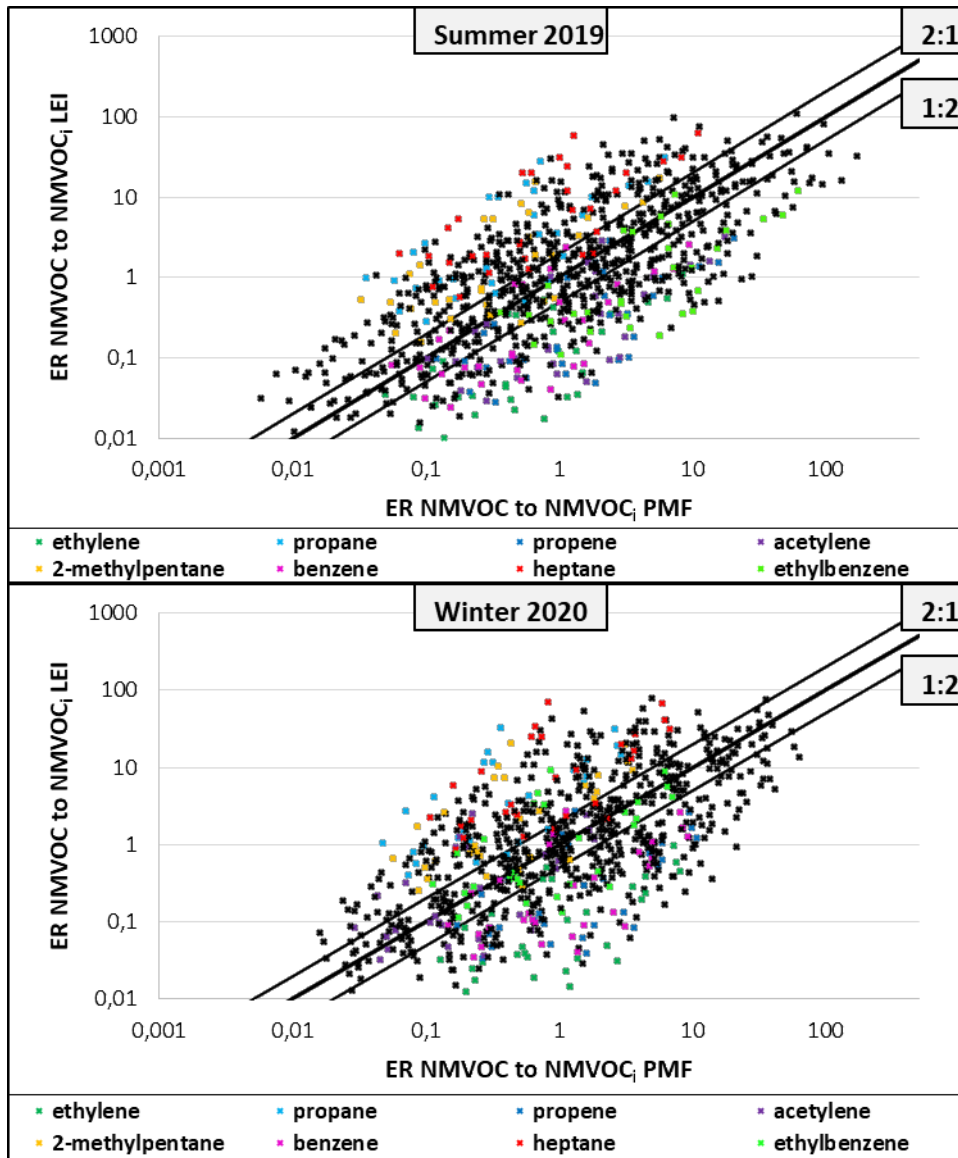 Summer 2019
2:1
1:2
1000
100
10
1
0,1
0,01
ER NMVOC to NMVOCi LEI
0,001 0,01 0,1 1 10 100
ER NMVOC to NMVOCi PMF
ethylene propane propene acetylene
2-methylpentane benzene heptane ethylbenzene
Winter 2020
2:1
1:2
1000
100
10
1
0,1
0,01
ER NMVOC to NMVOCi LEI
0,001 0,01 0,1 1 10 100
ER NMVOC to NMVOCi PMF
ethylene propane propene acetylene
2-methylpentane benzene heptane ethylbenzene